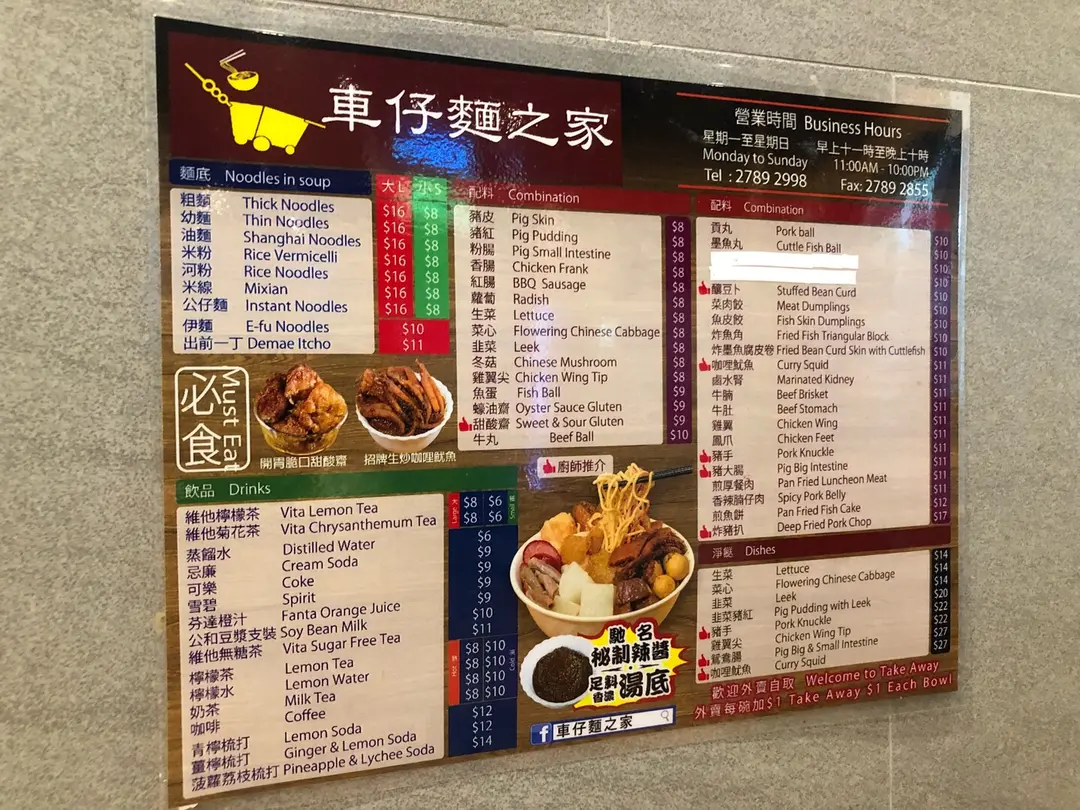 車仔麵之家
營業時間 Business Hours
星期一至星期日 早上十一時至晚上十時
Monday to Sunday 11:00AM - 10:00PM
Tel : 2789 2998 Fax: 2789 2855
麵底 Noodles in soup 大 L 小 S
粗麵 Thick Noodles $16 $8
幼麵 Thin Noodles $16 $8
油麵 Shanghai Noodles $16 $8
米粉 Rice Vermicelli $16 $8
河粉 Rice Noodles $16 $8
米線 Mixian $16 $8
公仔麵 Instant Noodles $16 $8
伊麵 E-fu Noodles $10
出前一丁 Demae Itcho $11
必食 Must Eat
開胃脆口甜酸齋
招牌生炒咖哩魷魚
飲品 Drinks
維他檸檬茶 Vita Lemon Tea $8 $6
維他菊花茶 Vita Chrysanthemum Tea $8 $6
大 Large 細 Small
蒸餾水 Distilled Water $6
忌廉 Cream Soda $9
可樂 Coke $9
雪碧 Spirit $9
芬達橙汁 Fanta Orange Juice $9
公和豆漿支裝 Soy Bean Milk $10
維他無糖茶 Vita Sugar Free Tea $11
檸檬茶 Lemon Tea $8 $10
檸檬水 Lemon Water $8 $10
奶茶 Milk Tea $8 $10
咖啡 Coffee $8 $10
熱 Hot 凍 Cold
青檸梳打 Lemon Soda $12
薑檸梳打 Ginger & Lemon Soda $12
菠蘿荔枝梳打 Pineapple & Lychee Soda $14
配料 Combination
豬皮 Pig Skin $8
豬紅 Pig Pudding $8
粉腸 Pig Small Intestine $8
香腸 Chicken Frank $8
紅腸 BBQ Sausage $8
蘿蔔 Radish $8
生菜 Lettuce $8
菜心 Flowering Chinese Cabbage $8
韭菜 Leek $8
冬菇 Chinese Mushroom $8
雞翼尖 Chicken Wing Tip $8
魚蛋 Fish Ball $9
蠔油齋 Oyster Sauce Gluten $9
甜酸齋 Sweet & Sour Gluten $9
牛丸 Beef Ball $10
廚師推介
馳名
秘制辣醬
足料
香濃
湯底
f 車仔麵之家
配料 Combination
貢丸 Pork ball $10
墨魚丸 Cuttle Fish Ball $10
$10
釀豆卜 Stuffed Bean Curd $10
菜肉餃 Meat Dumplings $10
魚皮餃 Fish Skin Dumplings $10
炸魚角 Fried Fish Triangular Block $10
炸墨魚腐皮卷 Fried Bean Curd Skin with Cuttlefish $10
咖哩魷魚 Curry Squid $11
鹵水腎 Marinated Kidney $11
牛腩 Beef Brisket $11
牛肚 Beef Stomach $11
雞翼 Chicken Wing $11
鳳爪 Chicken Feet $11
豬手 Pork Knuckle $11
豬大腸 Pig Big Intestine $11
煎厚餐肉 Pan Fried Luncheon Meat $11
香辣腩仔肉 Spicy Pork Belly $11
煎魚餅 Pan Fried Fish Cake $12
炸豬扒 Deep Fried Pork Chop $17
淨餸 Dishes
生菜 Lettuce $14
菜心 Flowering Chinese Cabbage $14
韭菜 Leek $14
韭菜豬紅 Pig Pudding with Leek $20
豬手 Pork Knuckle $22
雞翼尖 Chicken Wing Tip $22
鴛鴦腸 Pig Big & Small Intestine $27
咖哩魷魚 Curry Squid $27
歡迎外賣自取 Welcome to Take Away
外賣每碗加$1 Take Away $1 Each Bowl